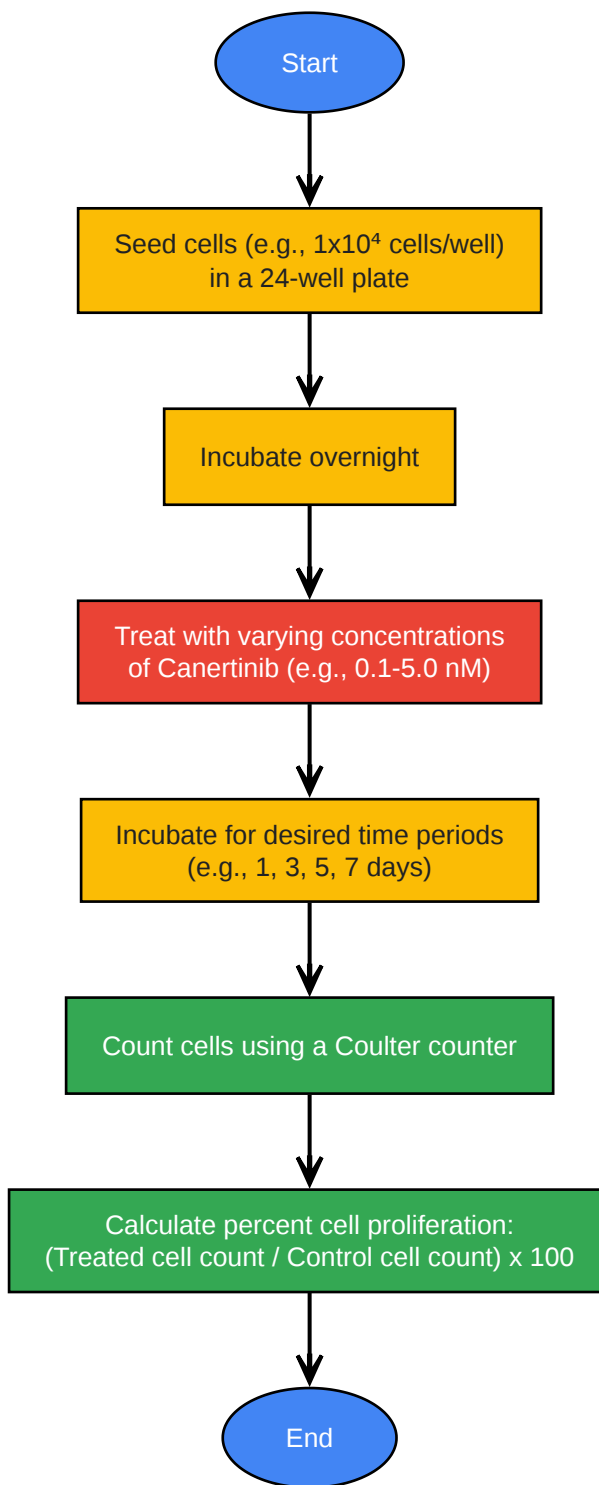 Start
Seed cells (e.g., 1x10⁴ cells/well)
in a 24-well plate
Incubate overnight
Treat with varying concentrations
of Canertinib (e.g., 0.1-5.0 nM)
Incubate for desired time periods
(e.g., 1, 3, 5, 7 days)
Count cells using a Coulter counter
Calculate percent cell proliferation:
(Treated cell count / Control cell count) x 100
End